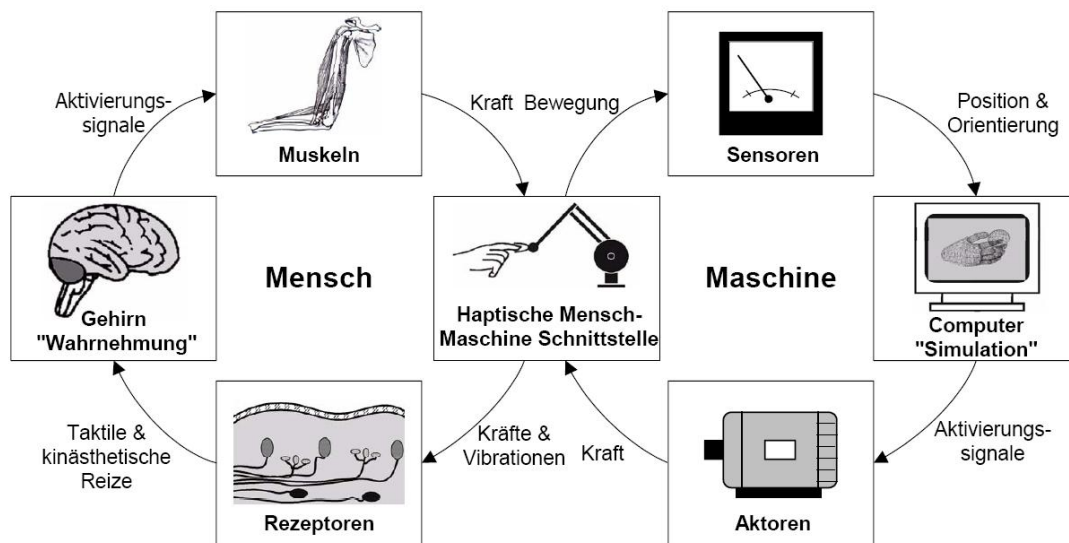 Aktivierungs-
signale
Muskeln
Kraft Bewegung
Sensoren
Position &
Orientierung
Gehirn
"Wahrnehmung"
Mensch
Haptische Mensch-
Maschine Schnittstelle
Maschine
Computer
"Simulation"
Taktile &
kinästhetische
Reize
Rezeptoren
Kräfte &
Vibrationen
Kraft
Aktoren
Aktivierungs-
signale